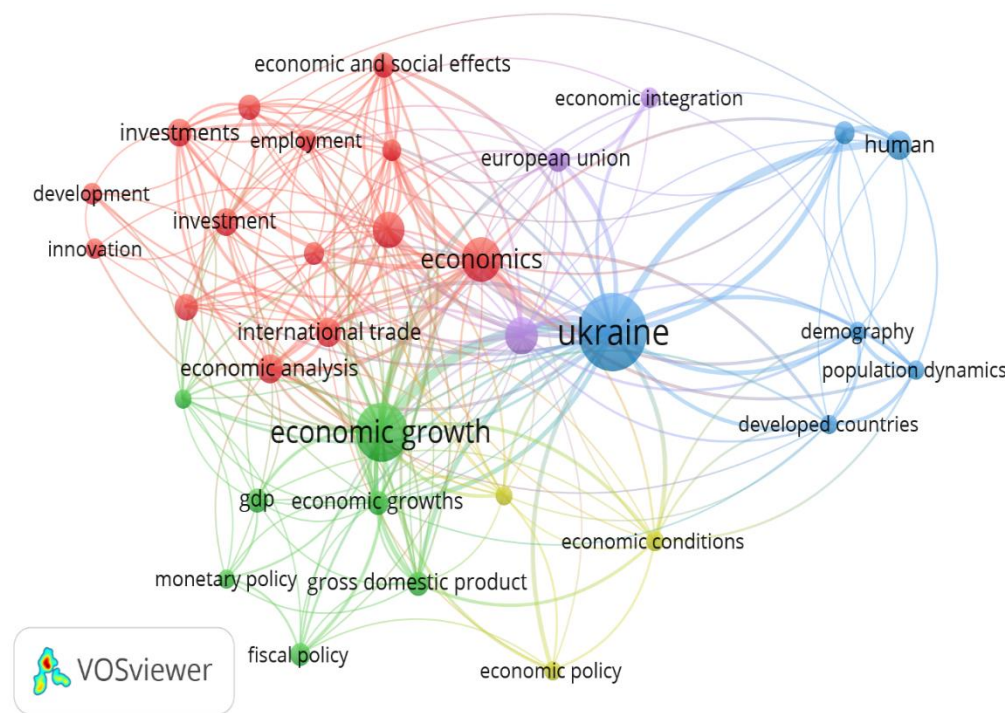 economic and social effects
economic integration
investments
employment
human
european union
development
investment
innovation
economics
international trade
ukraine
demography
economic analysis
population dynamics
developed countries
economic growth
gdp
economic growths
economic conditions
monetary policy
gross domestic product
fiscal policy
economic policy
VOSviewer